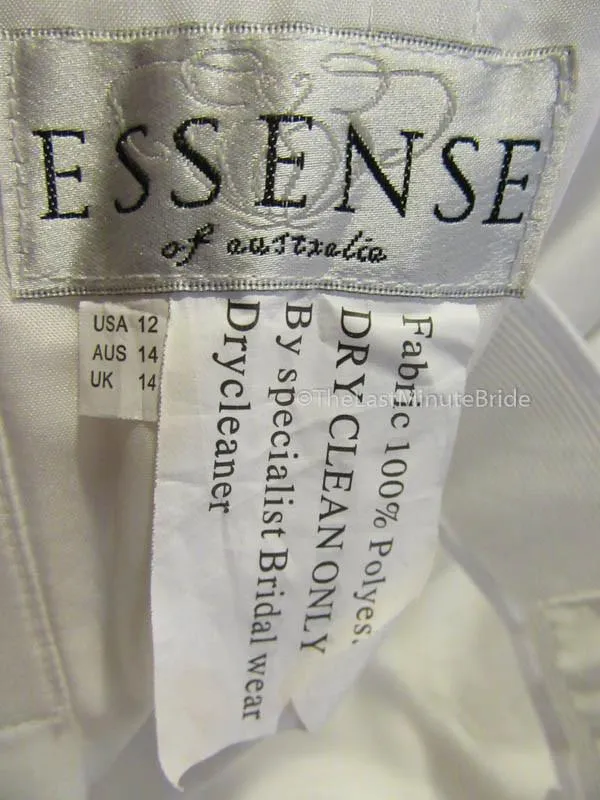 ESSENSE
of australia
USA 12
AUS 14
UK 14
Fabric 100% Polyes.
DRY CLEAN ONLY
By specialist Bridal wear
Drycleaner
©TheLastMinuteBride